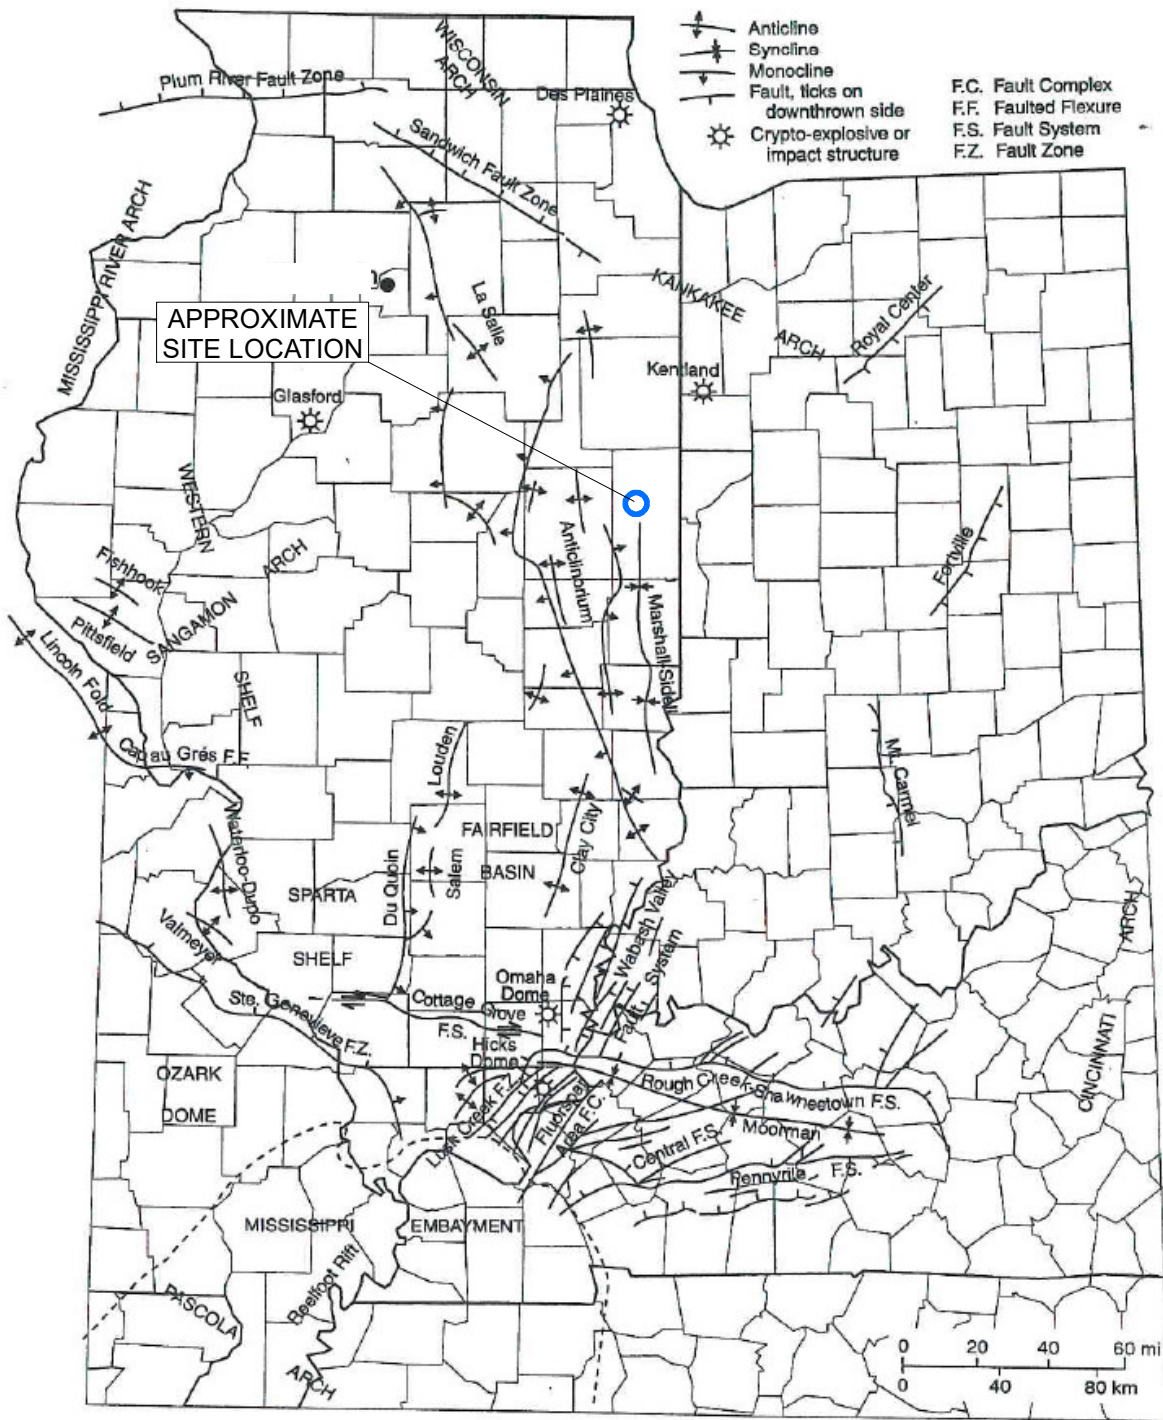 Anticline
Syncline
Monocline
Fault, ticks on
downthrown side
Crypto-explosive or
impact structure
F.C. Fault Complex
F.F. Faulted Flexure
F.S. Fault System
F.Z. Fault Zone
WISCONSIN
ARCH
Plum River Fault Zone
Des Plaines
Sandwich Fault Zone
MISSISSIPPI RIVER ARCH
KANKAKEE
ARCH
Royal Center
La Salle
APPROXIMATE
SITE LOCATION
Kentland
Glasford
WESTERN
ARCH
Fortville
Anticlinorium
Fishhook
Pittsfield
SANGAMON
Lincoln Fold
SHELF
Marshall-Sidell
Cap au Grés F.F.
Louden
Mt. Carmel
Waterloo-Dupo
FAIRFIELD
BASIN
Clay City
Du Quoin
Salem
SPARTA
SHELF
Valmeyer
Wabash Valley
Fault System
ARCH
CINCINNATI
Omaha
Dome
Ste. Genevieve F.Z.
Cottage Grove
F.S.
Hicks
Dome
OZARK
DOME
Lusk Creek F.Z.
Fluorspar
Area F.C.
Rough Creek-Shawneetown F.S.
Moorman
Central F.S.
Pennyrile F.S.
MISSISSIPPI EMBAYMENT
Reelfoot Rift
PASCOLA
ARCH
0 20 40 60 mi
0 40 80 km